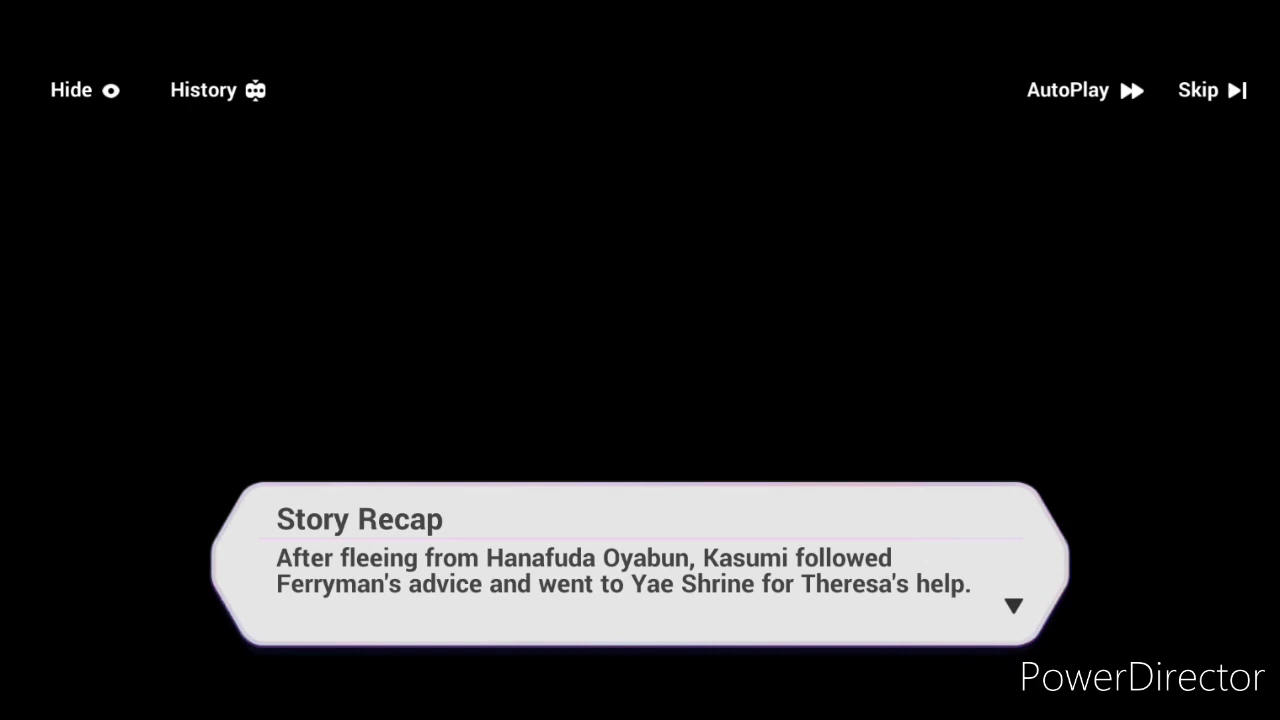 Hide
History
AutoPlay
Skip
Story Recap
After fleeing from Hanafuda Oyabun, Kasumi followed
Ferryman's advice and went to Yae Shrine for Theresa's help.
PowerDirector